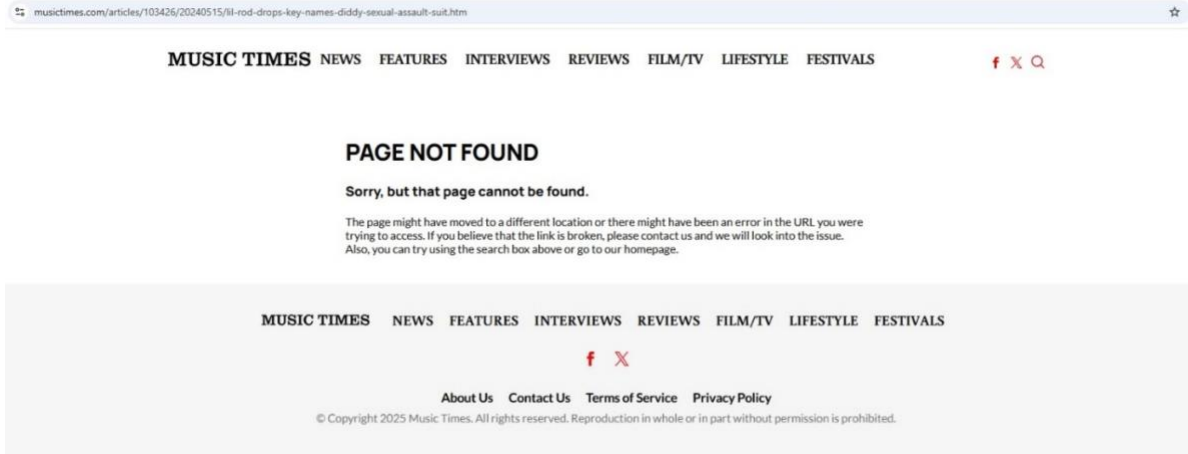 musictimes.com/articles/103426/20240515/lil-rod-drops-key-names-diddy-sexual-assault-suit.htm
MUSIC TIMES NEWS FEATURES INTERVIEWS REVIEWS FILM/TV LIFESTYLE FESTIVALS
PAGE NOT FOUND
Sorry, but that page cannot be found.
The page might have moved to a different location or there might have been an error in the URL you were
trying to access. If you believe that the link is broken, please contact us and we will look into the issue.
Also, you can try using the search box above or go to our homepage.
MUSIC TIMES NEWS FEATURES INTERVIEWS REVIEWS FILM/TV LIFESTYLE FESTIVALS
About Us Contact Us Terms of Service Privacy Policy
© Copyright 2025 Music Times. All rights reserved. Reproduction in whole or in part without permission is prohibited.